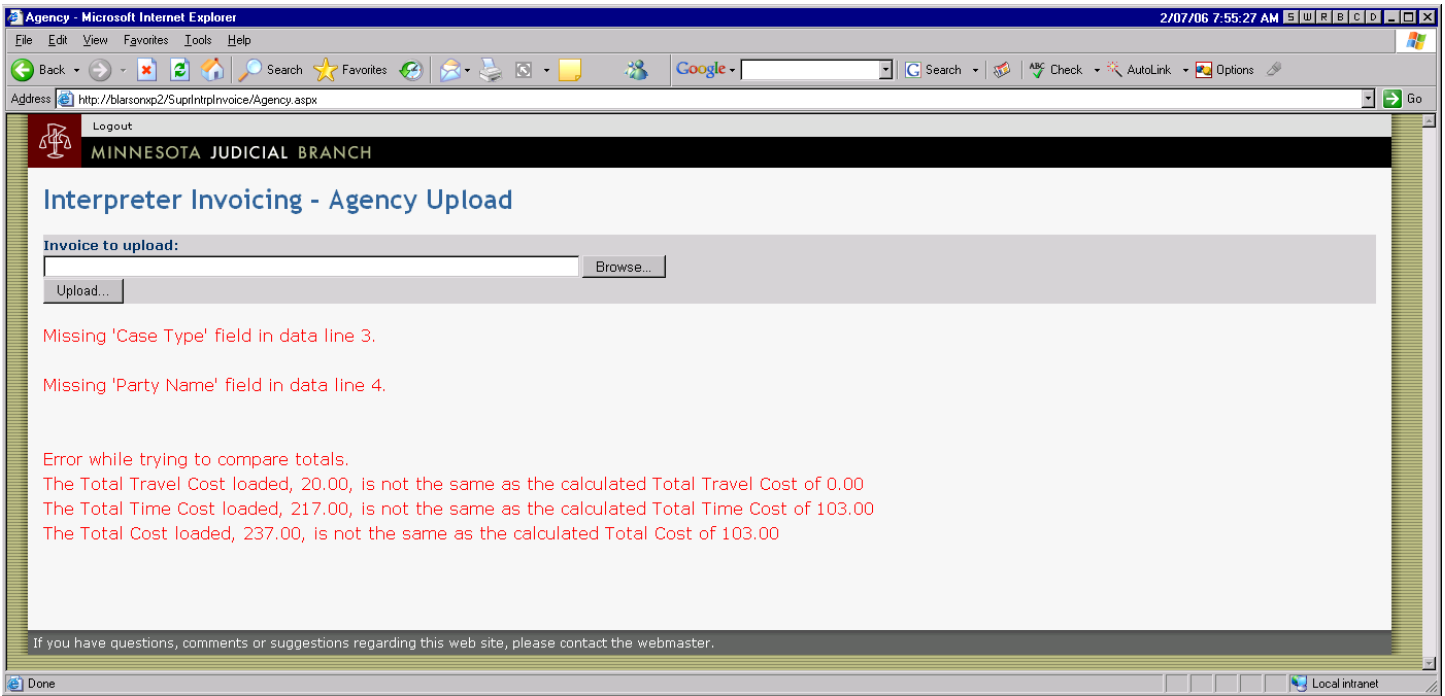 Agency - Microsoft Internet Explorer 2/07/06 7:55:27 AM S W R B C D
File Edit View Favorites Tools Help
Back Search Favorites Google - G Search ABC Check AutoLink Options
Address http://blarsonxp2/SuprIntrpInvoice/Agency.aspx Go
Logout
MINNESOTA JUDICIAL BRANCH
Interpreter Invoicing - Agency Upload
Invoice to upload:
Browse...
Upload...
Missing 'Case Type' field in data line 3.
Missing 'Party Name' field in data line 4.
Error while trying to compare totals.
The Total Travel Cost loaded, 20.00, is not the same as the calculated Total Travel Cost of 0.00
The Total Time Cost loaded, 217.00, is not the same as the calculated Total Time Cost of 103.00
The Total Cost loaded, 237.00, is not the same as the calculated Total Cost of 103.00
If you have questions, comments or suggestions regarding this web site, please contact the webmaster.
Done Local intranet